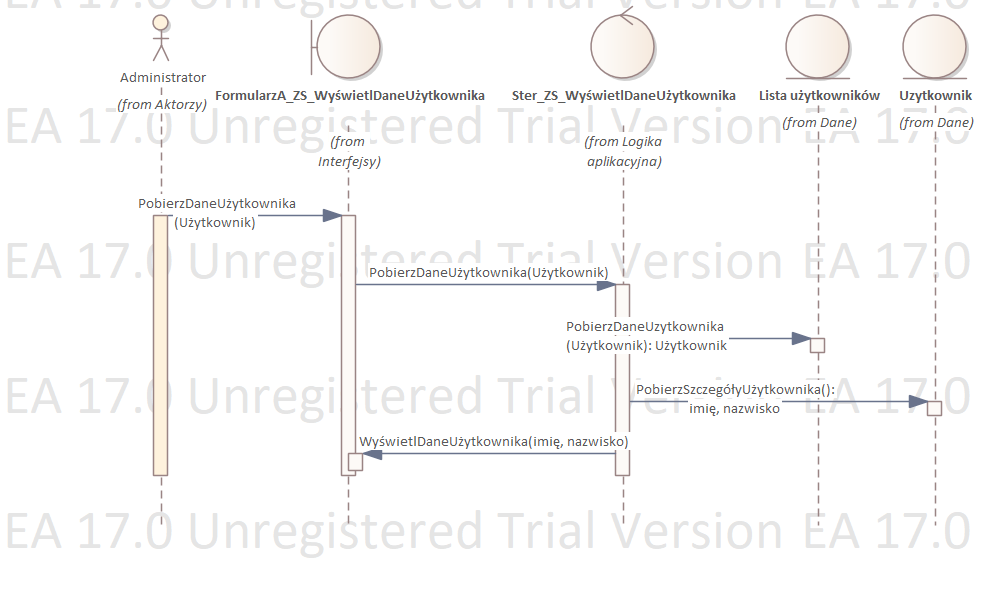 EA 17.0 Unregistered Trial Version EA 17.0
Administrator
(from Aktorzy)
FormularzA_ZS_WyświetlDaneUżytkownika
(from
Interfejsy)
Ster_ZS_WyświetlDaneUżytkownika
(from Logika
aplikacyjna)
Lista użytkowników
(from Dane)
Uzytkownik
(from Dane)
EA 17.0 Unregistered Trial Version EA 17.0
PobierzDaneUżytkownika
(Użytkownik)
EA 17.0 Unregistered Trial Version EA 17.0
PobierzDaneUżytkownika(Użytkownik)
PobierzDaneUzytkownika
(Użytkownik): Użytkownik
EA 17.0 Unregistered Trial Version EA 17.0
PobierzSzczegółyUżytkownika():
imię, nazwisko
WyświetlDaneUżytkownika(imię, nazwisko)
EA 17.0 Unregistered Trial Version EA 17.0